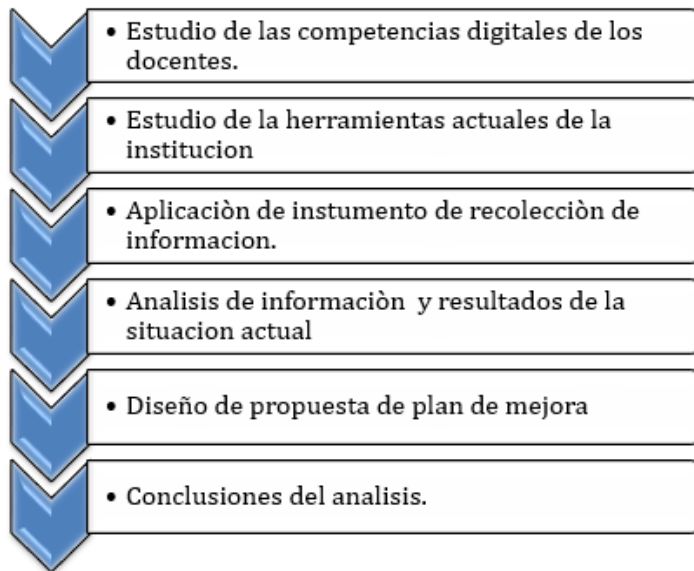 • Estudio de las competencias digitales de los
docentes.
• Estudio de la herramientas actuales de la
institucion
• Aplicaciòn de instumento de recolecciòn de
informacion.
• Analisis de informaciòn y resultados de la
situacion actual
• Diseño de propuesta de plan de mejora
• Conclusiones del analisis.